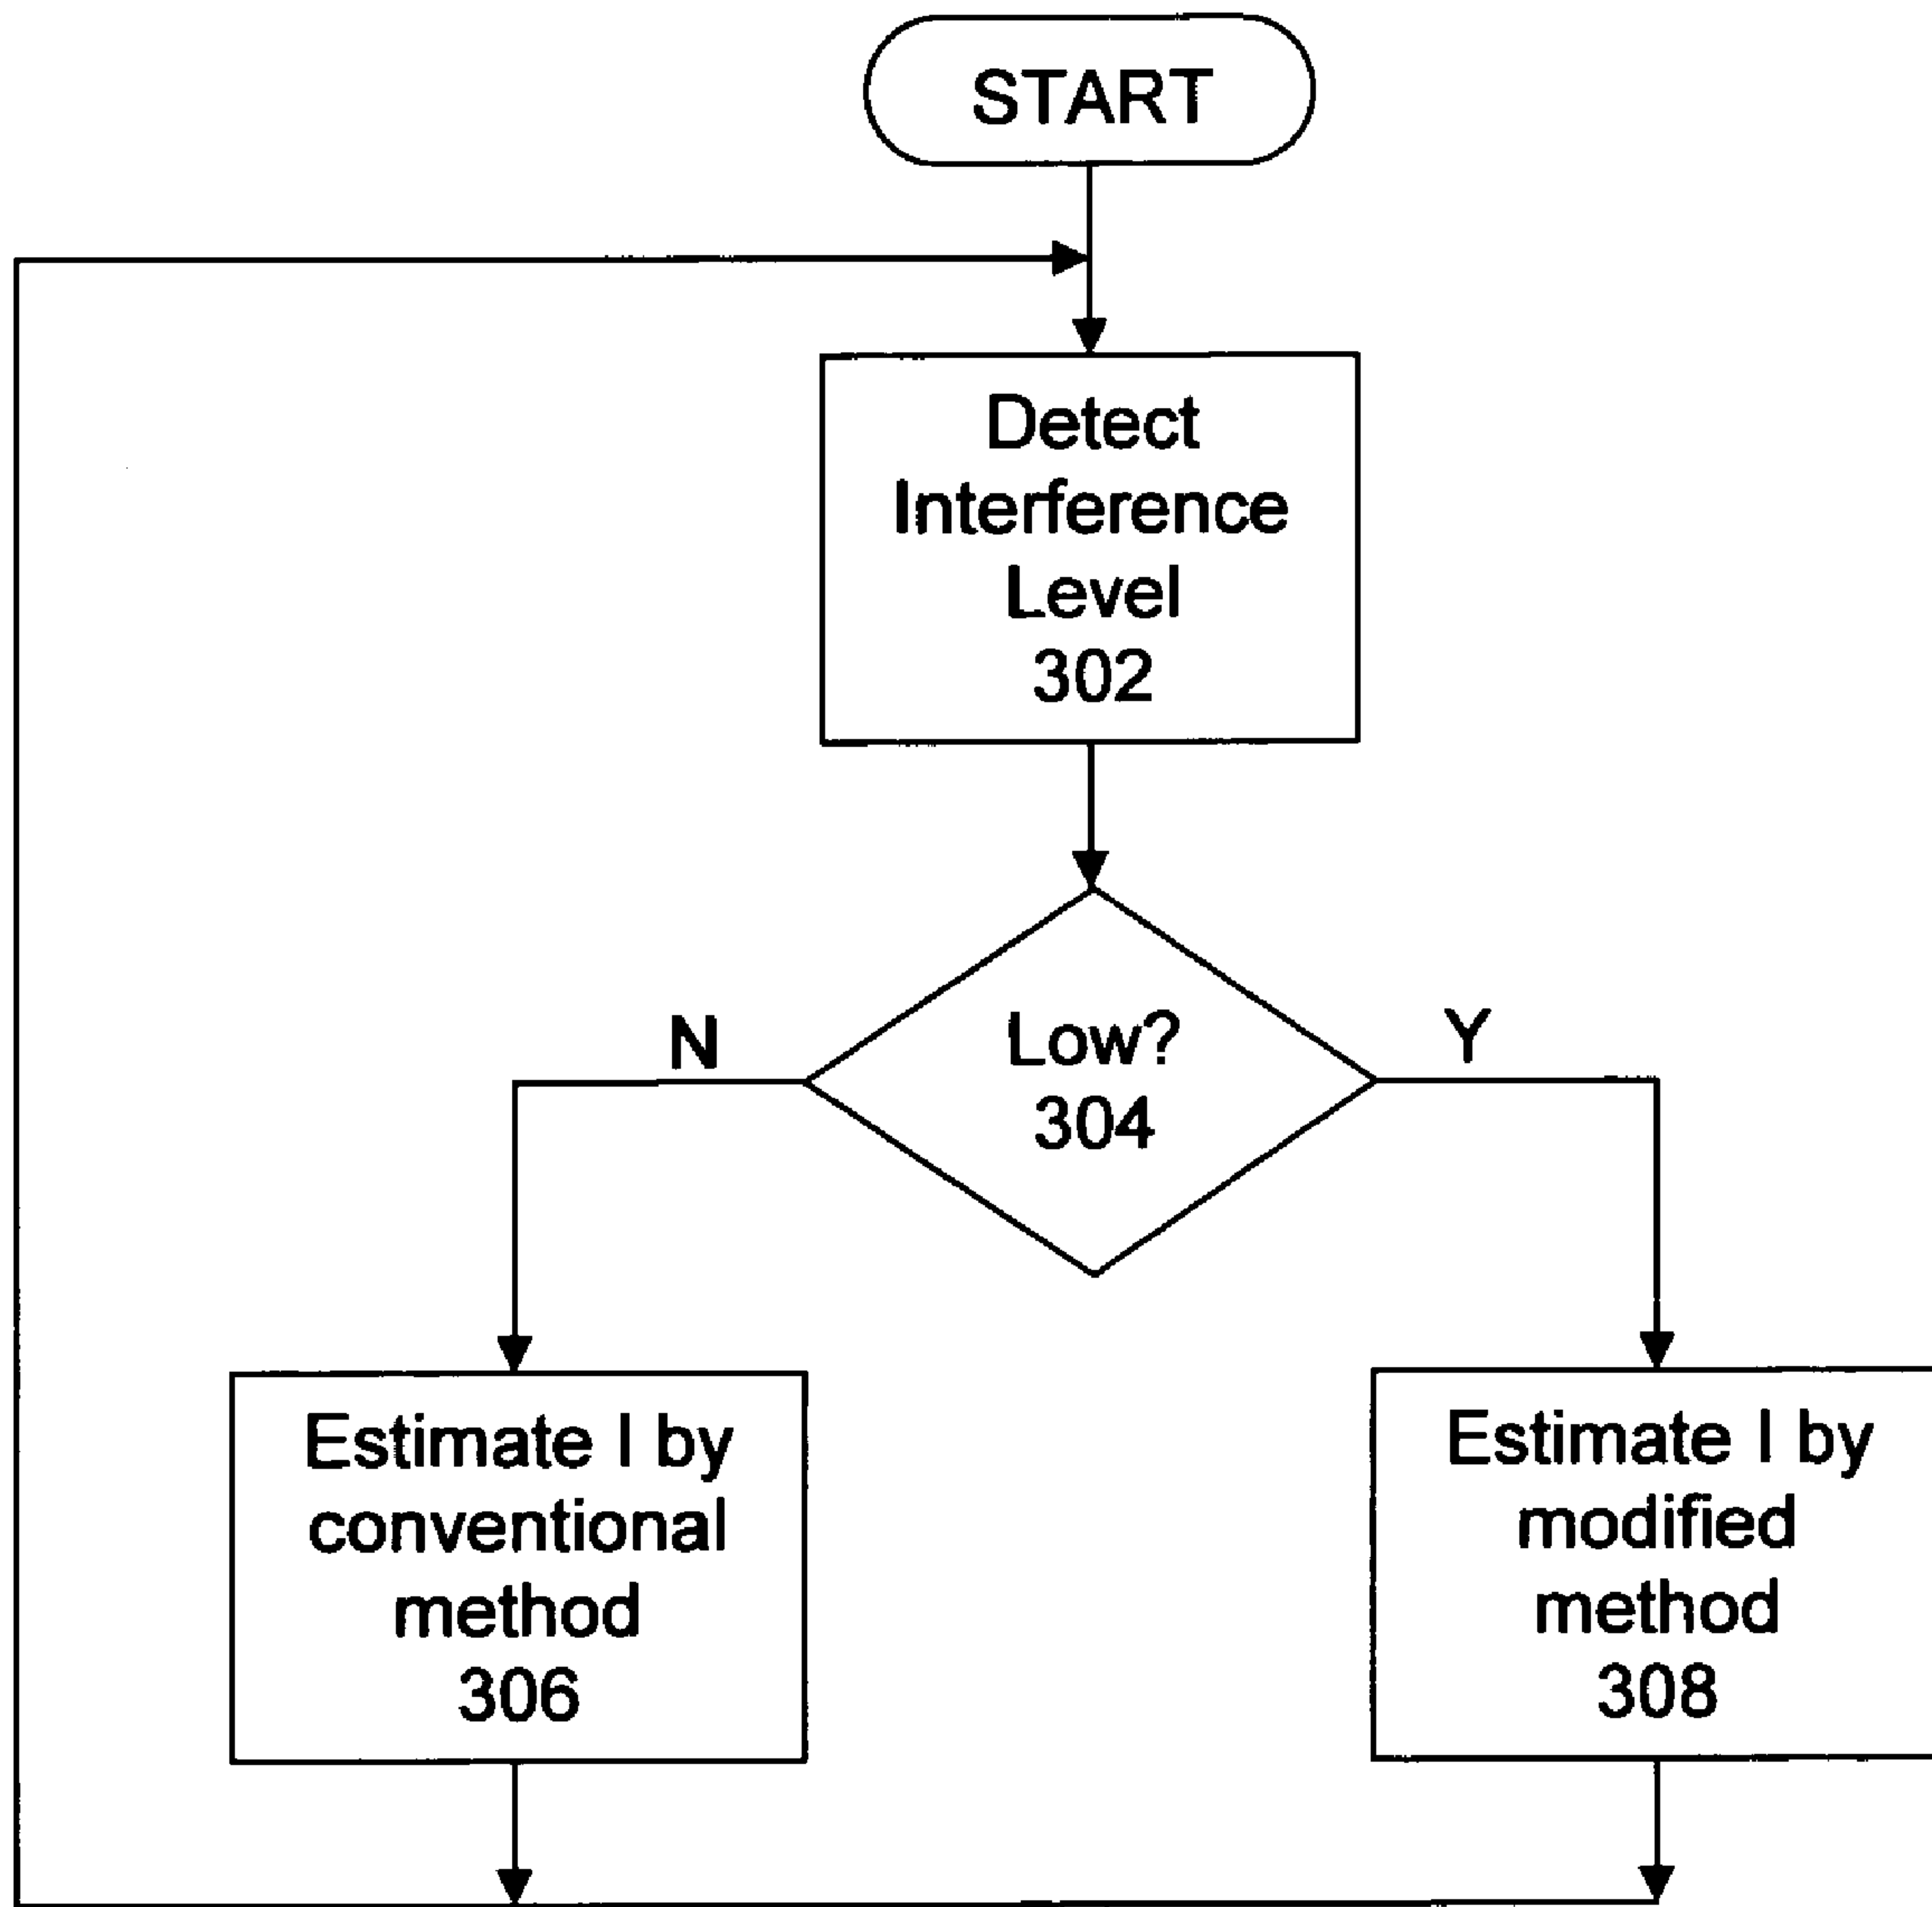 START
Detect
Interference
Level
302
Low?
304
N
Y
Estimate I by
conventional
method
306
Estimate I by
modified
method
308